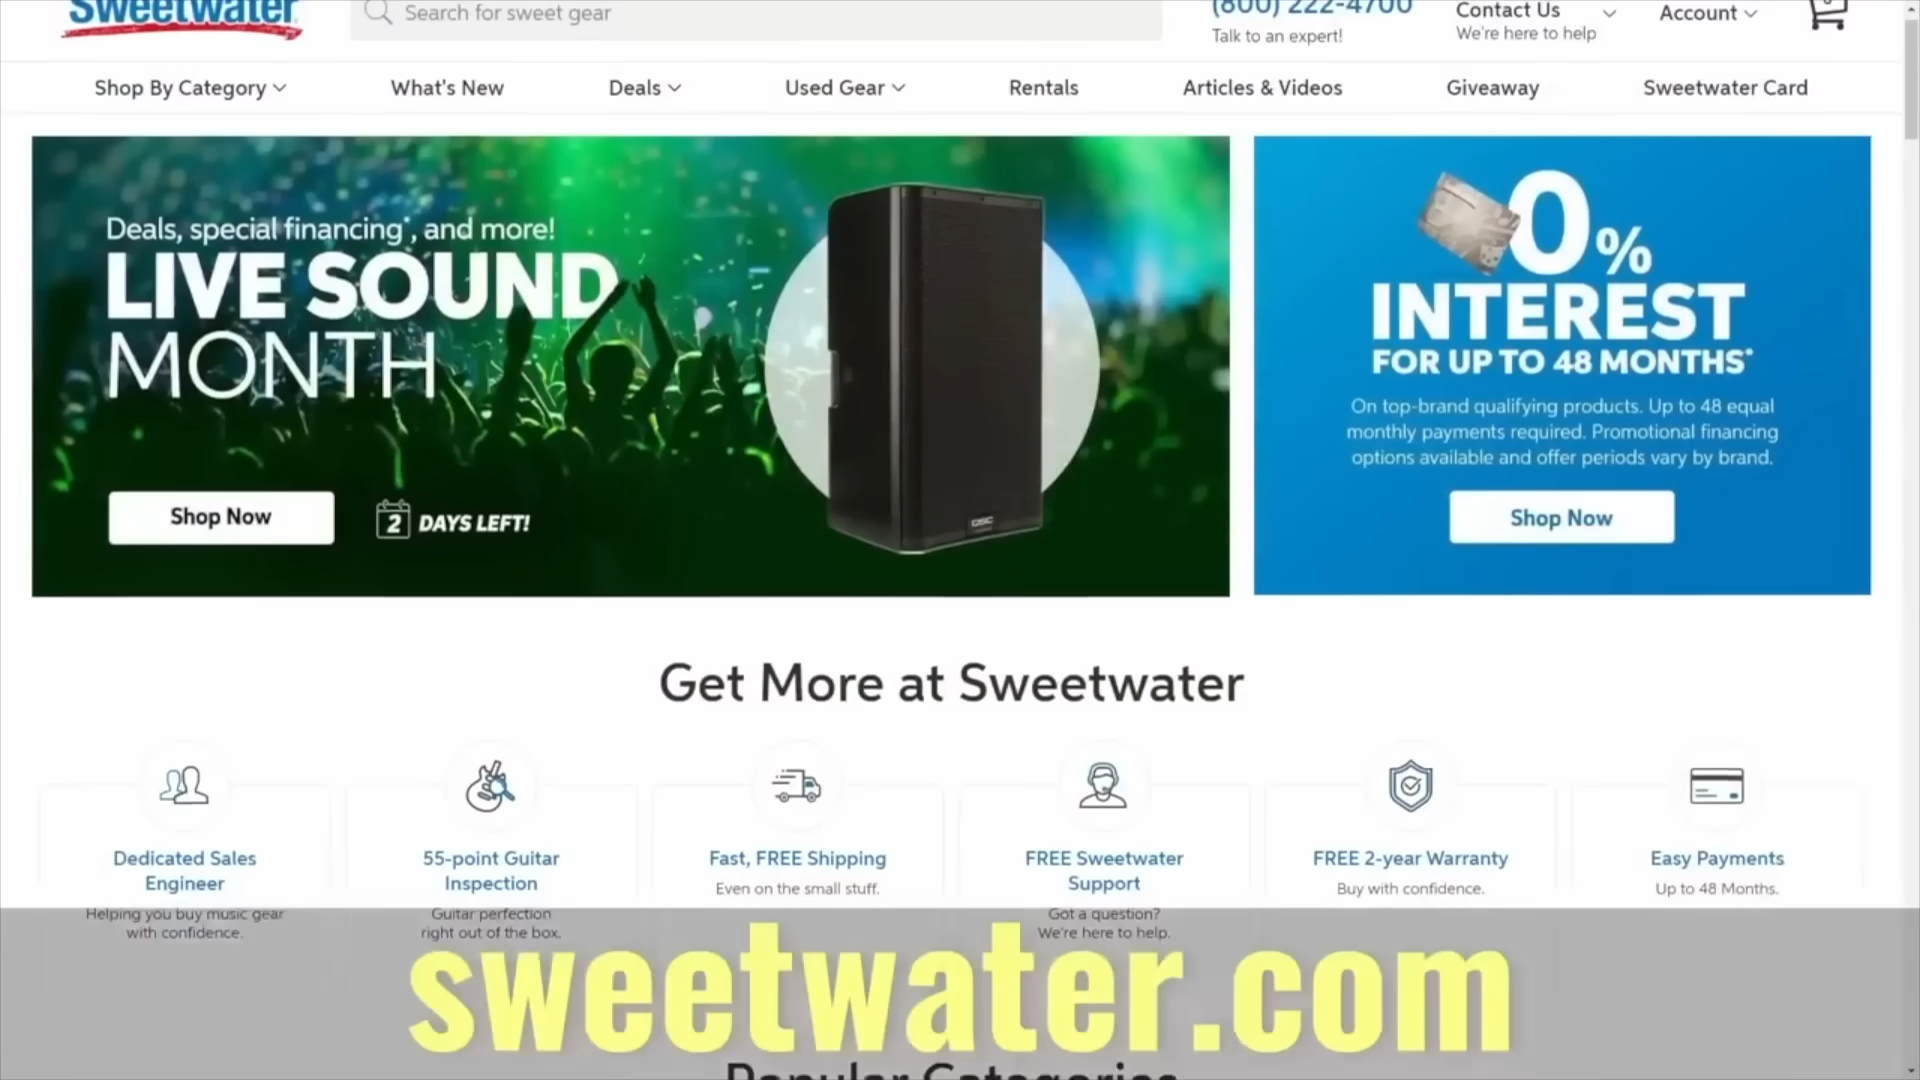 Sweetwater
Search for sweet gear
(800) 222-4700
Talk to an expert!
Contact Us
We're here to help
Account
0
Shop By Category
What's New
Deals
Used Gear
Rentals
Articles & Videos
Giveaway
Sweetwater Card
Deals, special financing*, and more!
LIVE SOUND
MONTH
Shop Now
2 DAYS LEFT!
QSC
0%
INTEREST
FOR UP TO 48 MONTHS*
On top-brand qualifying products. Up to 48 equal
monthly payments required. Promotional financing
options available and offer periods vary by brand.
Shop Now
Get More at Sweetwater
Dedicated Sales
Engineer
Helping you buy music gear
with confidence.
55-point Guitar
Inspection
Guitar perfection
right out of the box.
Fast, FREE Shipping
Even on the small stuff.
FREE Sweetwater
Support
Got a question?
We're here to help.
FREE 2-year Warranty
Buy with confidence.
Easy Payments
Up to 48 Months.
sweetwater.com
Popular Categories